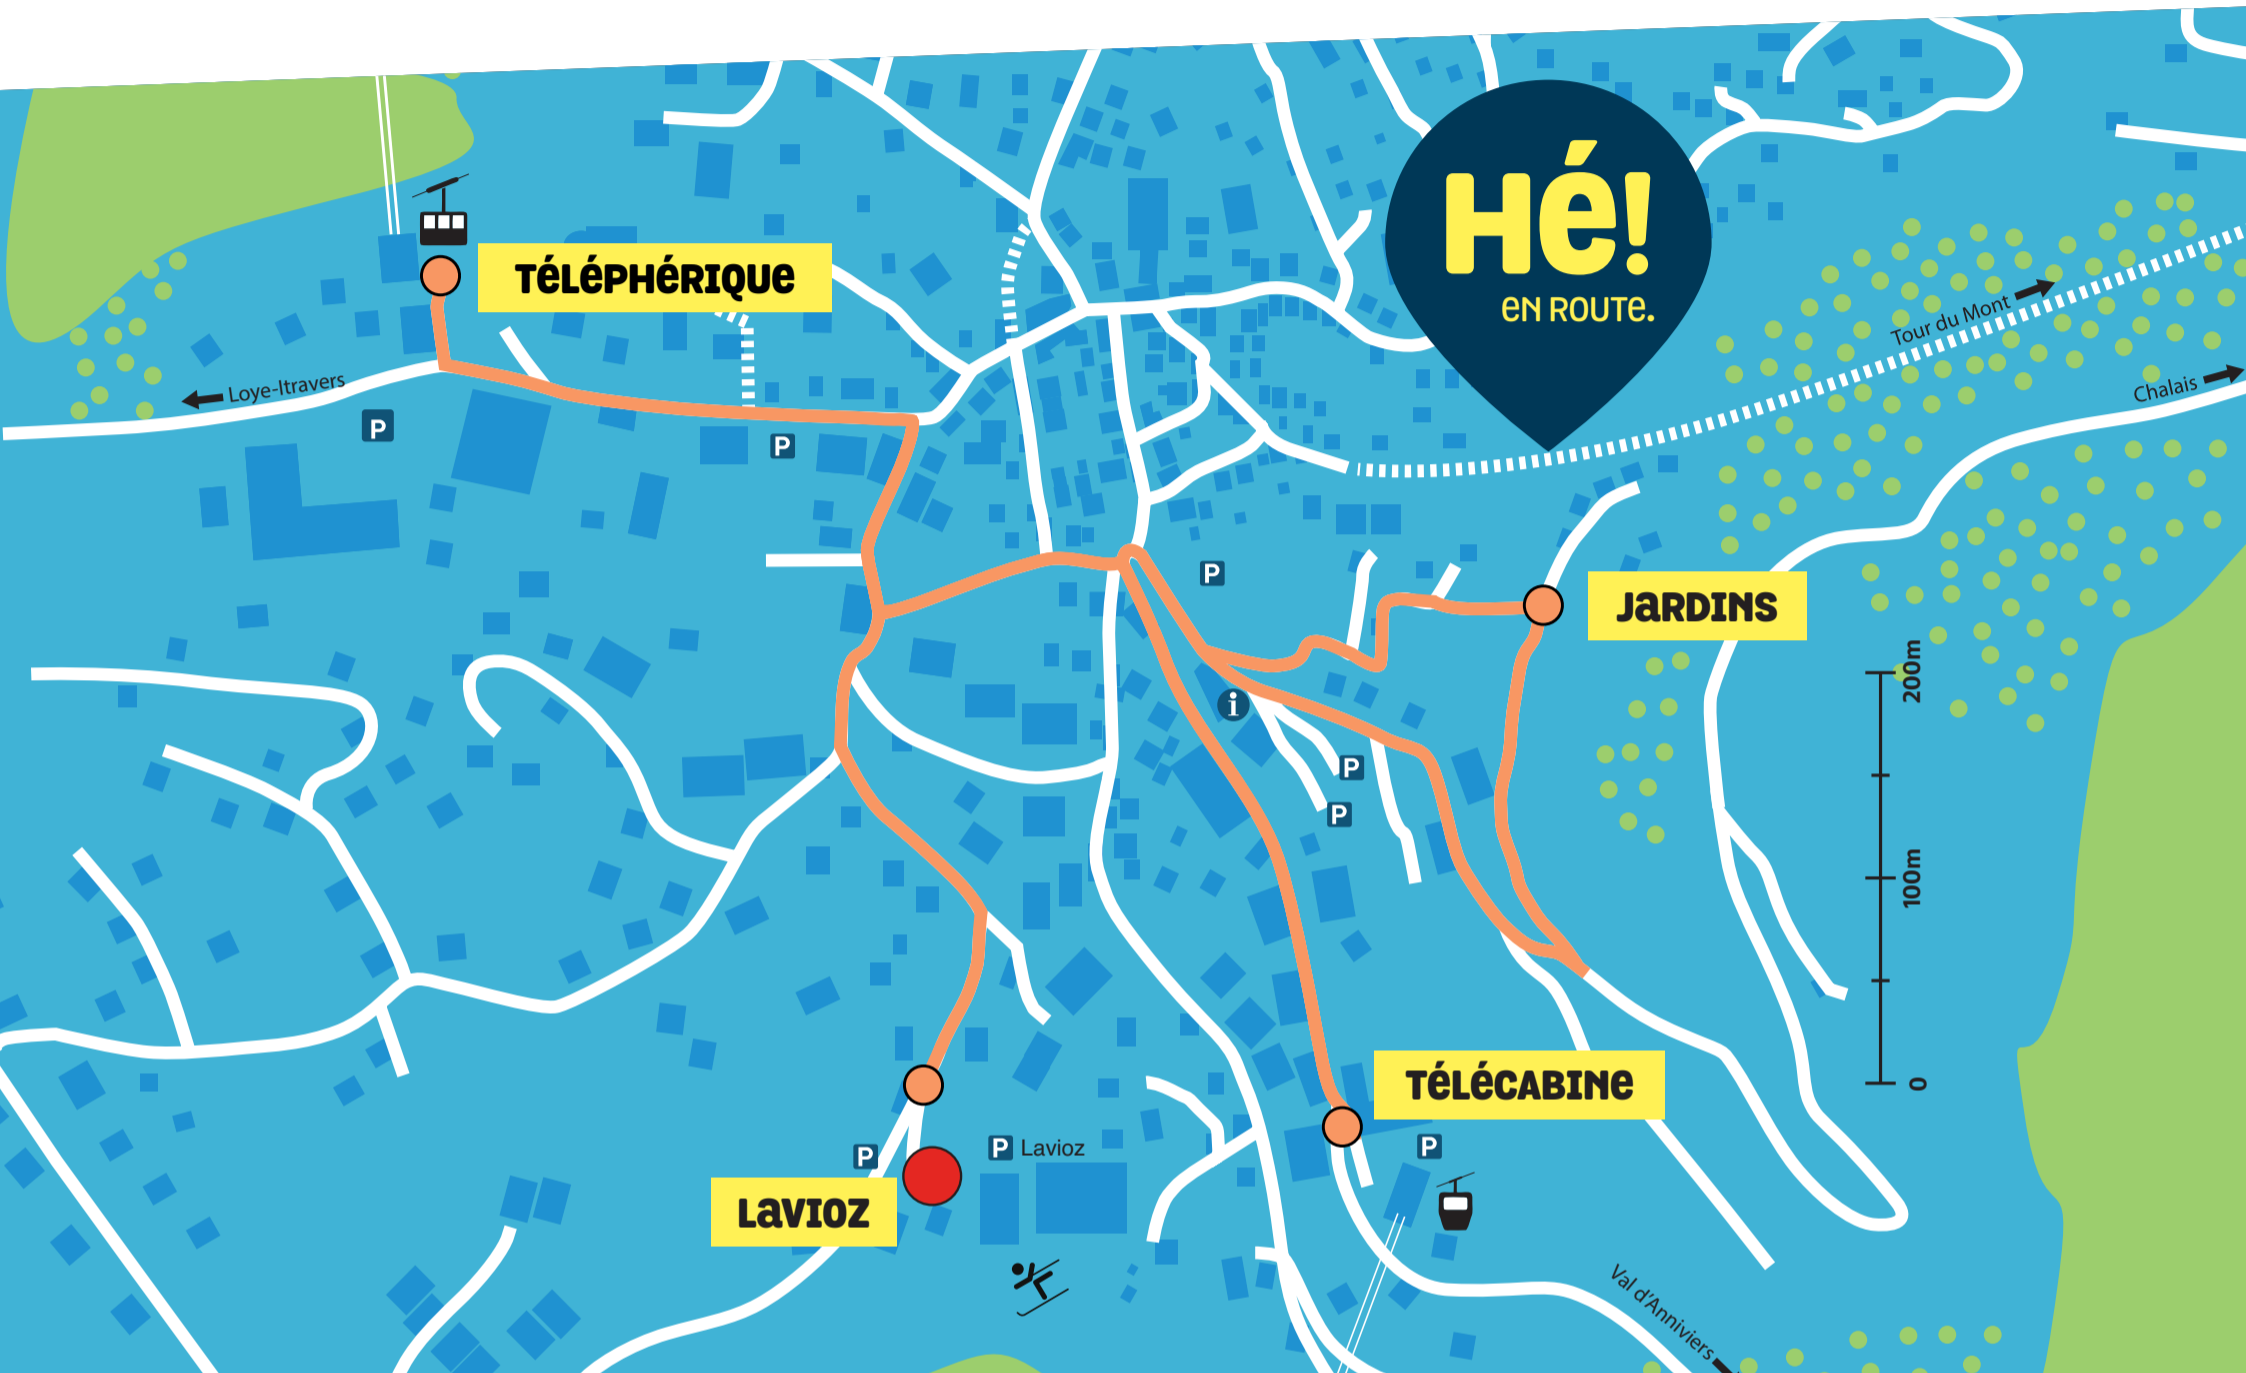 Hé!
en route.
Téléphérique
Tour du Mont
Loye-Itravers
Chalais
P
P
P
Jardins
200m
i
P
P
100m
Télécabine
0
P
P Lavioz
P
Lavioz
Val d'Anniviers